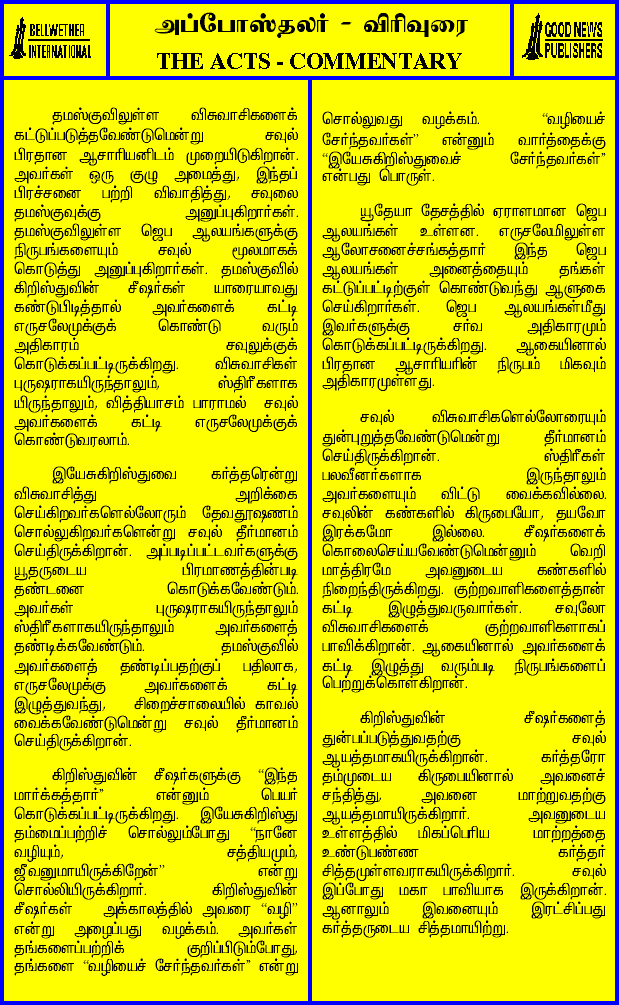 BELLWETHER
INTERNATIONAL
அப்போஸ்தலர் - விரிவுரை
THE ACTS - COMMENTARY
GOOD NEWS
PUBLISHERS
தமஸ்குவிலுள்ள விசுவாசிகளைக்
கட்டுப்படுத்தவேண்டுமென்று சவுல்
பிரதான ஆசாரியனிடம் முறையிடுகிறான்.
அவர்கள் ஒரு குழு அமைத்து, இந்தப்
பிரச்சனை பற்றி விவாதித்து, சவுலை
தமஸ்குவுக்கு அனுப்புகிறார்கள்.
தமஸ்குவிலுள்ள ஜெப ஆலயங்களுக்கு
நிருபங்களையும் சவுல் மூலமாகக்
கொடுத்து அனுப்புகிறார்கள். தமஸ்குவில்
கிறிஸ்துவின் சீஷர்கள் யாரையாவது
கண்டுபிடித்தால் அவர்களைக் கட்டி
எருசலேமுக்குக் கொண்டு வரும்
அதிகாரம் சவுலுக்குக்
கொடுக்கப்பட்டிருக்கிறது. விசுவாசிகள்
புருஷராகயிருந்தாலும், ஸ்திரீகளாக
யிருந்தாலும், வித்தியாசம் பாராமல் சவுல்
அவர்களைக் கட்டி எருசலேமுக்குக்
கொண்டுவரலாம்.
இயேசுகிறிஸ்துவை கர்த்தரென்று
விசுவாசித்து அறிக்கை
செய்கிறவர்களெல்லோரும் தேவதூஷணம்
சொல்லுகிறவர்களென்று சவுல் தீர்மானம்
செய்திருக்கிறான். அப்படிப்பட்டவர்களுக்கு
யூதருடைய பிரமாணத்தின்படி
தண்டனை கொடுக்கவேண்டும்.
அவர்கள் புருஷராகயிருந்தாலும்
ஸ்திரீகளாகயிருந்தாலும் அவர்களைத்
தண்டிக்கவேண்டும். தமஸ்குவில்
அவர்களைத் தண்டிப்பதற்குப் பதிலாக,
எருசலேமுக்கு அவர்களைக் கட்டி
இழுத்துவந்து, சிறைச்சாலையில் காவல்
வைக்கவேண்டுமென்று சவுல் தீர்மானம்
செய்திருக்கிறான்.
கிறிஸ்துவின் சீஷர்களுக்கு “இந்த
மார்க்கத்தார்” என்னும் பெயர்
கொடுக்கப்பட்டிருக்கிறது. இயேசுகிறிஸ்து
தம்மைப்பற்றிச் சொல்லும்போது “நானே
வழியும், சத்தியமும்,
ஜீவனுமாயிருக்கிறேன்” என்று
சொல்லியிருக்கிறார். கிறிஸ்துவின்
சீஷர்கள் அக்காலத்தில் அவரை “வழி”
என்று அழைப்பது வழக்கம். அவர்கள்
தங்களைப்பற்றிக் குறிப்பிடும்போது,
தங்களை “வழியைச் சேர்ந்தவர்கள்” என்று
சொல்லுவது வழக்கம். “வழியைச்
சேர்ந்தவர்கள்” என்னும் வார்த்தைக்கு
“இயேசுகிறிஸ்துவைச் சேர்ந்தவர்கள்”
என்பது பொருள்.
யூதேயா தேசத்தில் ஏராளமான ஜெப
ஆலயங்கள் உள்ளன. எருசலேமிலுள்ள
ஆலோசனைச்சங்கத்தார் இந்த ஜெப
ஆலயங்கள் அனைத்தையும் தங்கள்
கட்டுப்பட்டிற்குள் கொண்டுவந்து ஆளுகை
செய்கிறார்கள். ஜெப ஆலயங்கள்மீது
இவர்களுக்கு சர்வ அதிகாரமும்
கொடுக்கப்பட்டிருக்கிறது. ஆகையினால்
பிரதான ஆசாரியரின் நிருபம் மிகவும்
அதிகாரமுள்ளது.
சவுல் விசுவாசிகளெல்லோரையும்
துன்புறுத்தவேண்டுமென்று தீர்மானம்
செய்திருக்கிறான். ஸ்திரீகள்
பலவீனர்களாக இருந்தாலும்
அவர்களையும் விட்டு வைக்கவில்லை.
சவுலின் கண்களில் கிருபையோ, தயவோ
இரக்கமோ இல்லை. சீஷர்களைக்
கொலைசெய்யவேண்டுமென்னும் வெறி
மாத்திரமே அவனுடைய கண்களில்
நிறைந்திருக்கிறது. குற்றவாளிகளைத்தான்
கட்டி இழுத்துவருவார்கள். சவுலோ
விசுவாசிகளைக் குற்றவாளிகளாகப்
பாவிக்கிறான். ஆகையினால் அவர்களைக்
கட்டி இழுத்து வரும்படி நிருபங்களைப்
பெற்றுக்கொள்கிறான்.
கிறிஸ்துவின் சீஷர்களைத்
துன்பப்படுத்துவதற்கு சவுல்
ஆயத்தமாகயிருக்கிறான். கர்த்தரோ
தம்முடைய கிருபையினால் அவனைச்
சந்தித்து, அவனை மாற்றுவதற்கு
ஆயத்தமாயிருக்கிறார். அவனுடைய
உள்ளத்தில் மிகப்பெரிய மாற்றத்தை
உண்டுபண்ண கர்த்தர்
சித்தமுள்ளவராகயிருக்கிறார். சவுல்
இப்போது மகா பாவியாக இருக்கிறான்.
ஆனாலும் இவனையும் இரட்சிப்பது
கர்த்தருடைய சித்தமாயிற்று.